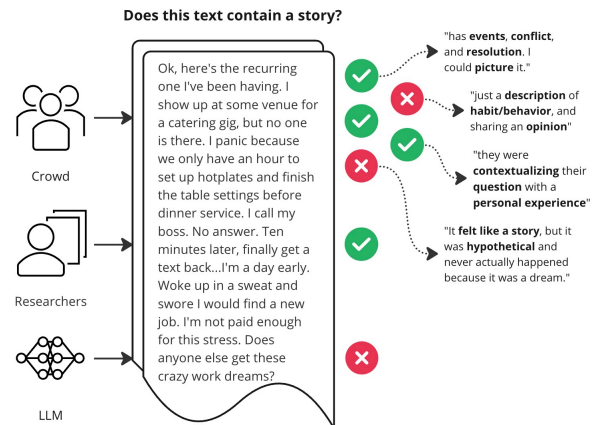 Does this text contain a story?
Crowd
Researchers
LLM
Ok, here's the recurring
one I've been having. I
show up at some venue for
a catering gig, but no one
is there. I panic because
we only have an hour to
set up hotplates and finish
the table settings before
dinner service. I call my
boss. No answer. Ten
minutes later, finally get a
text back...I'm a day early.
Woke up in a sweat and
swore I would find a new
job. I'm not paid enough
for this stress. Does
anyone else get these
crazy work dreams?
"has events, conflict,
and resolution. I
could picture it."
"just a description of
habit/behavior, and
sharing an opinion"
"they were
contextualizing their
question with a
personal experience"
"It felt like a story, but it
was hypothetical and
never actually happened
because it was a dream."